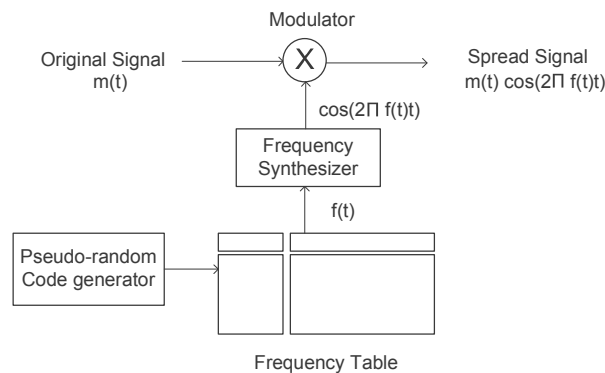 Modulator
Original Signal
m(t)
X
Spread Signal
m(t) cos(2Π f(t)t)
cos(2Π f(t)t)
Frequency
Synthesizer
f(t)
Pseudo-random
Code generator
Frequency Table